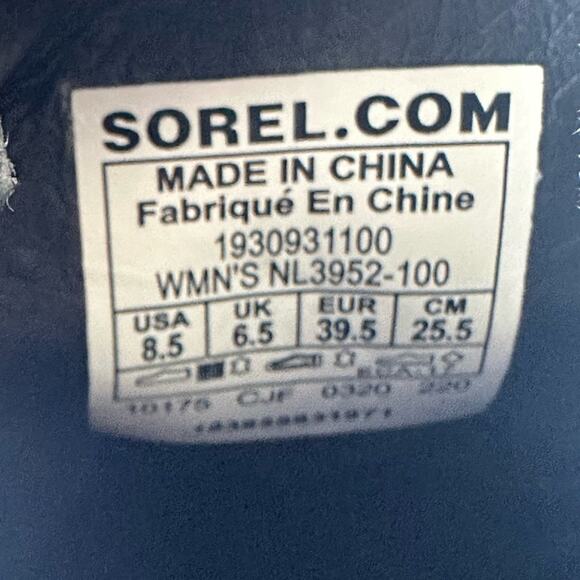 SOREL.COM
MADE IN CHINA
Fabriqué En Chine
1930931100
WMN'S NL3952-100
USA UK EUR CM
8.5 6.5 39.5 25.5
10175 CJF 0320 220